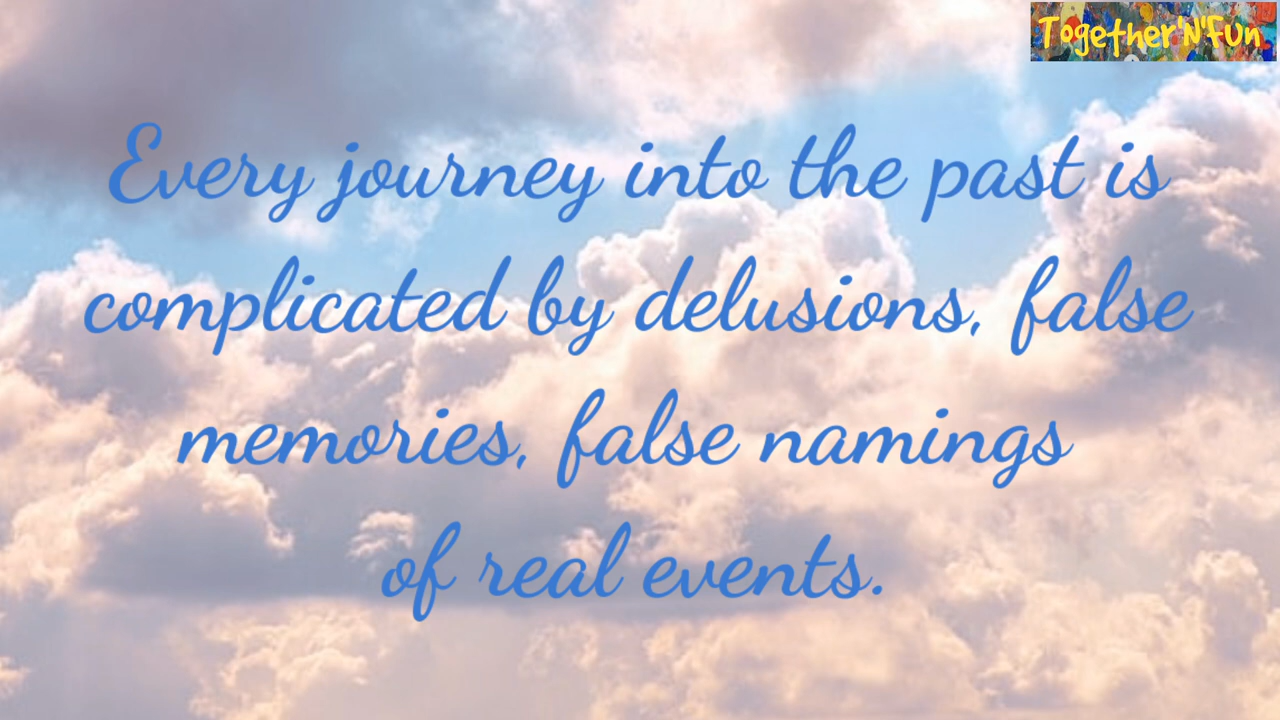 Together'N'Fun
Every journey into the past is
complicated by delusions, false
memories, false namings
of real events.